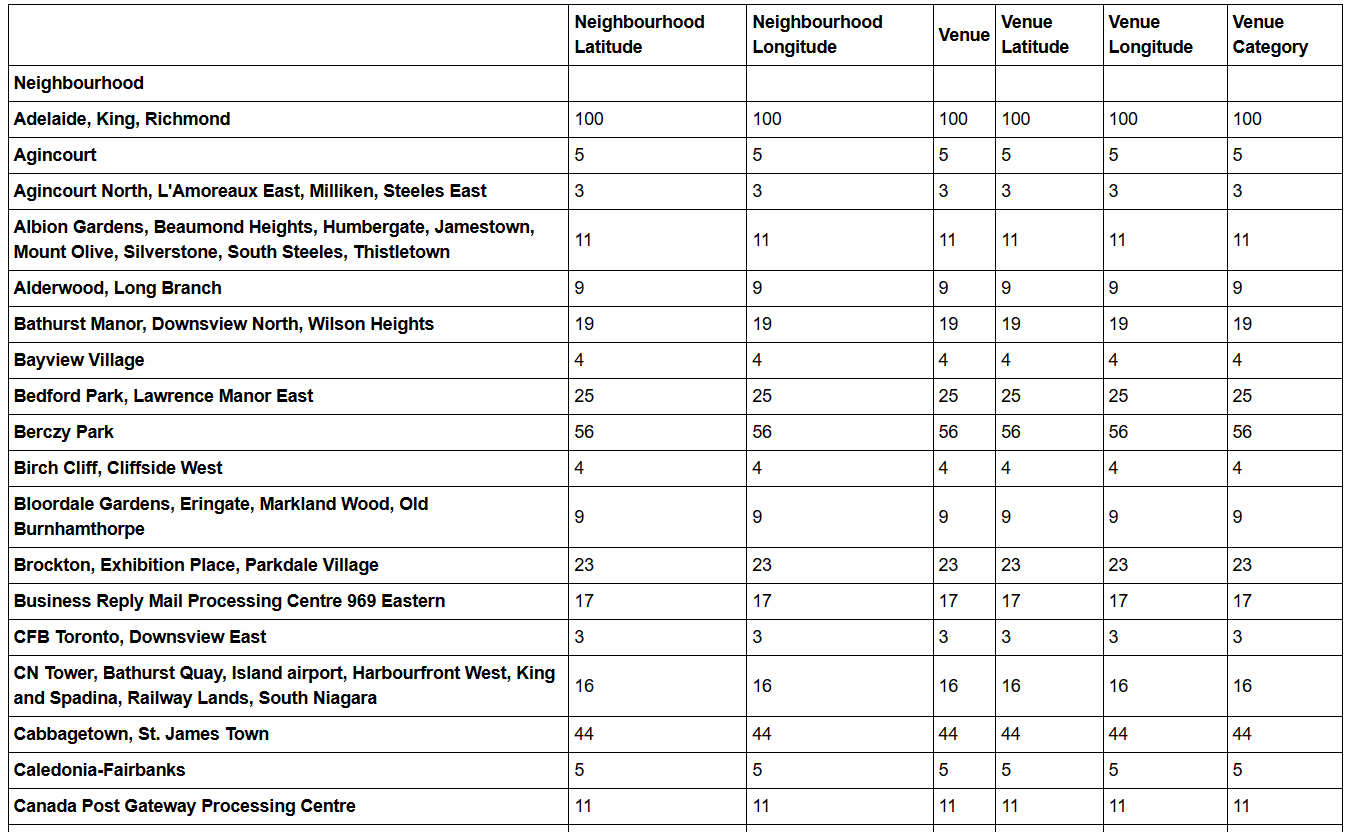 Neighbourhood Latitude Neighbourhood Longitude Venue Venue Latitude Venue Longitude Venue Category
Neighbourhood
Adelaide, King, Richmond 100 100 100 100 100 100
Agincourt 5 5 5 5 5 5
Agincourt North, L'Amoreaux East, Milliken, Steeles East 3 3 3 3 3 3
Albion Gardens, Beaumond Heights, Humbergate, Jamestown,
Mount Olive, Silverstone, South Steeles, Thistletown 11 11 11 11 11 11
Alderwood, Long Branch 9 9 9 9 9 9
Bathurst Manor, Downsview North, Wilson Heights 19 19 19 19 19 19
Bayview Village 4 4 4 4 4 4
Bedford Park, Lawrence Manor East 25 25 25 25 25 25
Berczy Park 56 56 56 56 56 56
Birch Cliff, Cliffside West 4 4 4 4 4 4
Bloordale Gardens, Eringate, Markland Wood, Old
Burnhamthorpe 9 9 9 9 9 9
Brockton, Exhibition Place, Parkdale Village 23 23 23 23 23 23
Business Reply Mail Processing Centre 969 Eastern 17 17 17 17 17 17
CFB Toronto, Downsview East 3 3 3 3 3 3
CN Tower, Bathurst Quay, Island airport, Harbourfront West, King
and Spadina, Railway Lands, South Niagara 16 16 16 16 16 16
Cabbagetown, St. James Town 44 44 44 44 44 44
Caledonia-Fairbanks 5 5 5 5 5 5
Canada Post Gateway Processing Centre 11 11 11 11 11 11